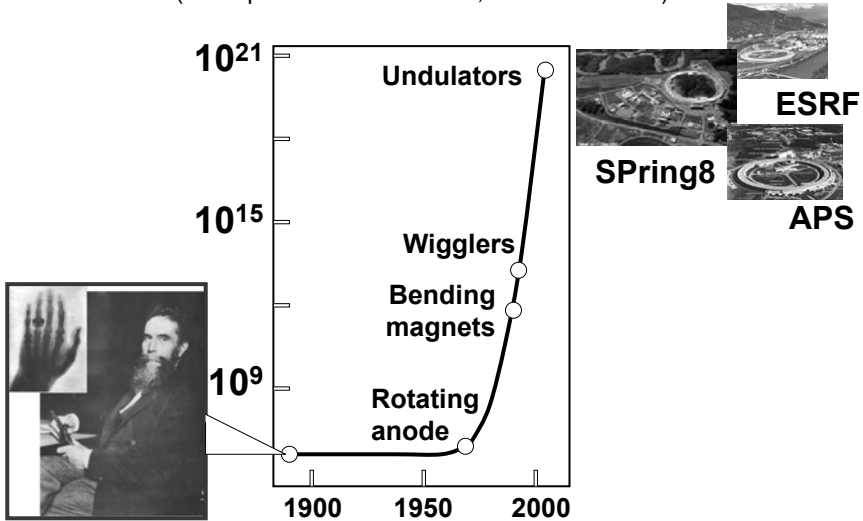 10²¹
Undulators
ESRF
SPring8
10¹⁵
APS
Wigglers
Bending
magnets
10⁹
Rotating
anode
1900 1950 2000